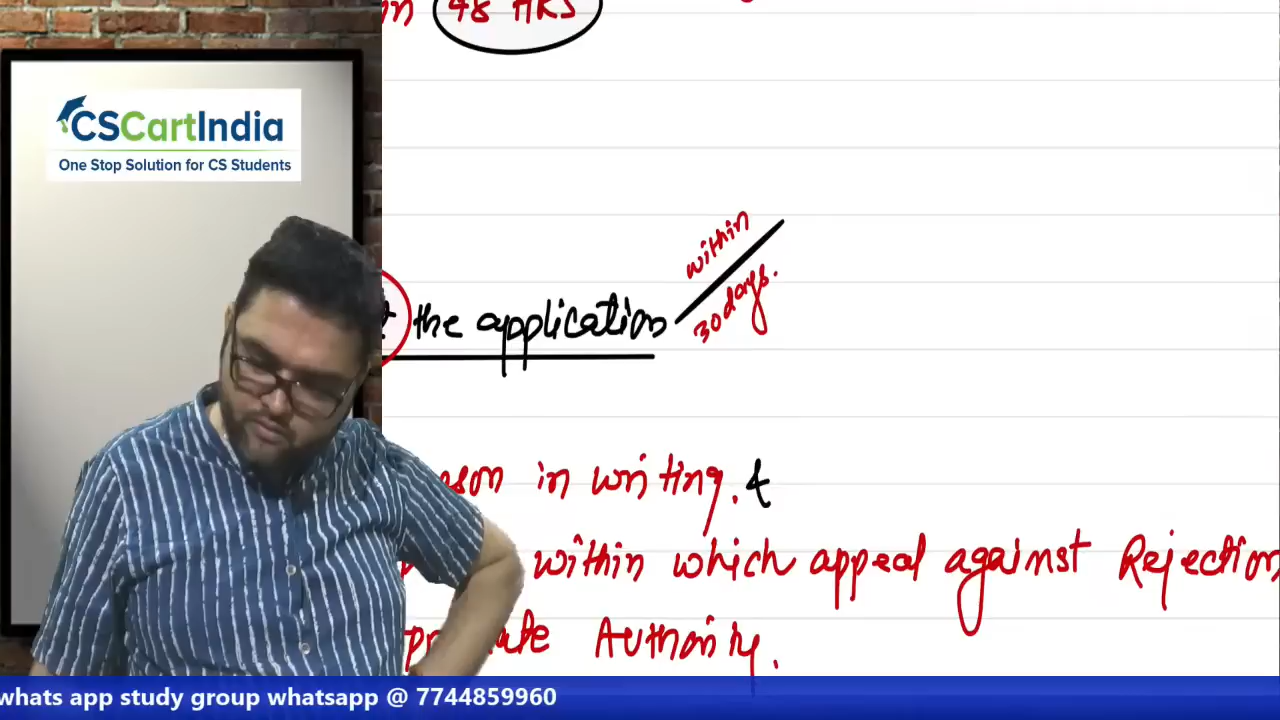 in 48 HRS
CSCartIndia
One Stop Solution for CS Students
within
the application
30 days.
in writing. &
within which appeal against Rejection
Authority.
whats app study group whatsapp @ 7744859960